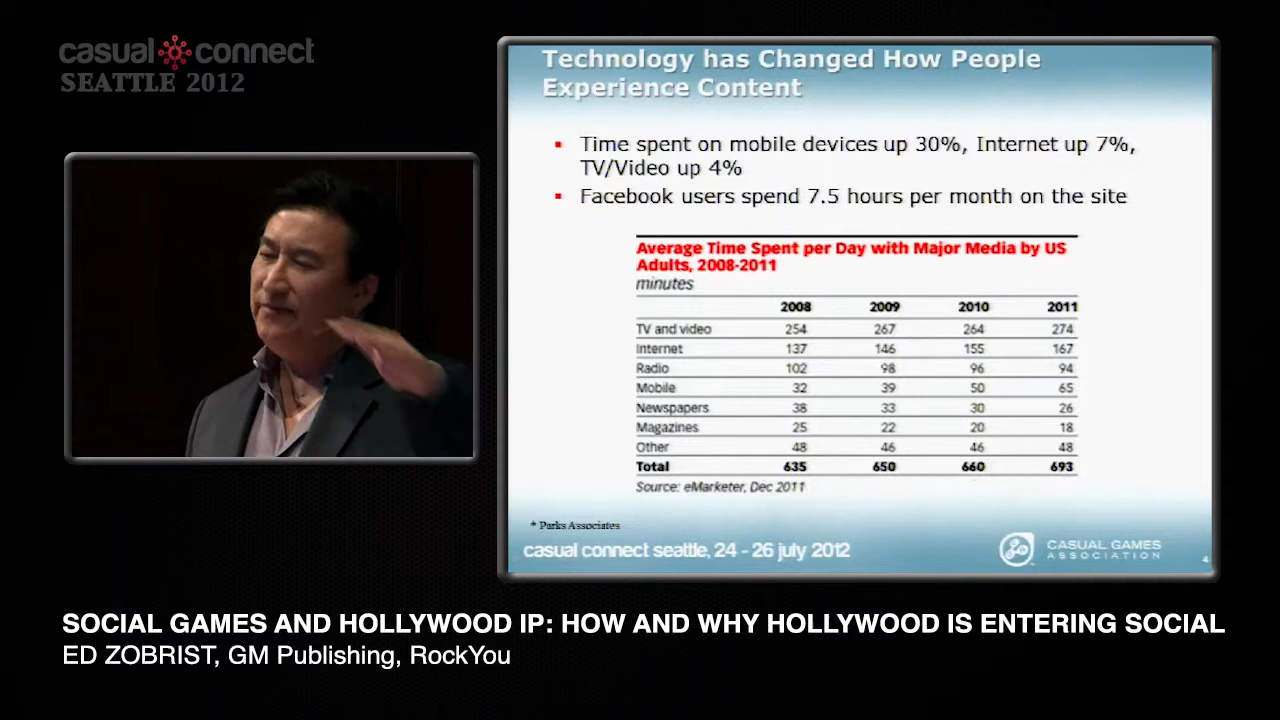 casual connect
SEATTLE 2012
Technology has Changed How People
Experience Content
▪ Time spent on mobile devices up 30%, Internet up 7%,
TV/Video up 4%
▪ Facebook users spend 7.5 hours per month on the site
Average Time Spent per Day with Major Media by US
Adults, 2008-2011
minutes
2008 2009 2010 2011
TV and video 254 267 264 274
Internet 137 146 155 167
Radio 102 98 96 94
Mobile 32 39 50 65
Newspapers 38 33 30 26
Magazines 25 22 20 18
Other 48 46 46 48
Total 635 650 660 693
Source: eMarketer, Dec 2011
* Parks Associates
casual connect seattle, 24 - 26 july 2012
CASUAL GAMES
ASSOCIATION
4
SOCIAL GAMES AND HOLLYWOOD IP: HOW AND WHY HOLLYWOOD IS ENTERING SOCIAL
ED ZOBRIST, GM Publishing, RockYou